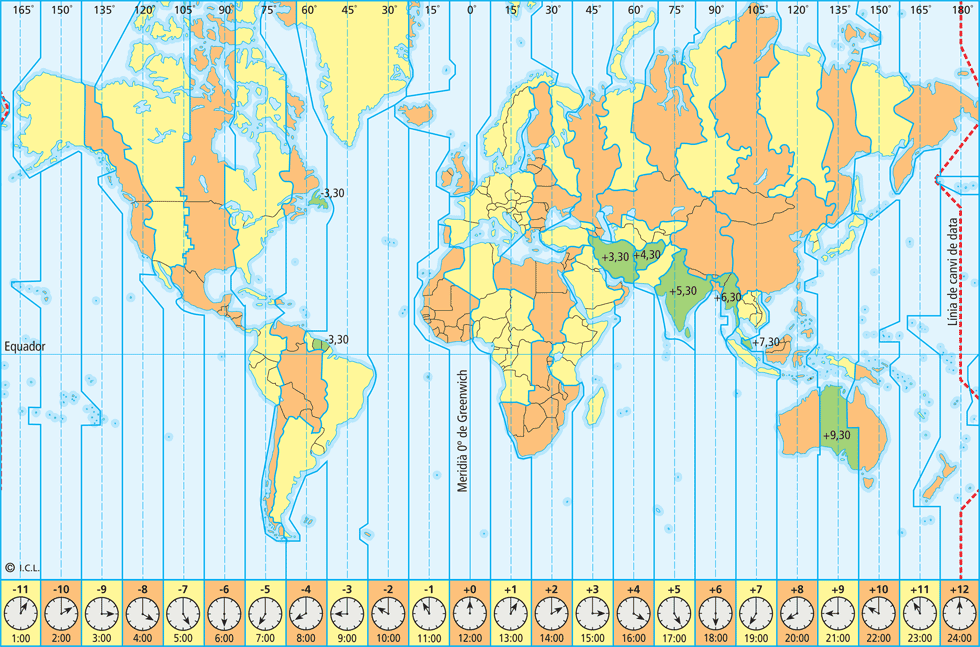 165° 150° 135° 120° 105° 90° 75° 60° 45° 30° 15° 0° 15° 30° 45° 60° 75° 90° 105° 120° 135° 150° 165° 180°
-3,30
+3,30 +4,30
+5,30
+6,30
-3,30
+7,30
Equador
+9,30
Meridià 0° de Greenwich
Línia de canvi de data
© I.C.L.
-11 -10 -9 -8 -7 -6 -5 -4 -3 -2 -1 +0 +1 +2 +3 +4 +5 +6 +7 +8 +9 +10 +11 +12
1:00 2:00 3:00 4:00 5:00 6:00 7:00 8:00 9:00 10:00 11:00 12:00 13:00 14:00 15:00 16:00 17:00 18:00 19:00 20:00 21:00 22:00 23:00 24:00